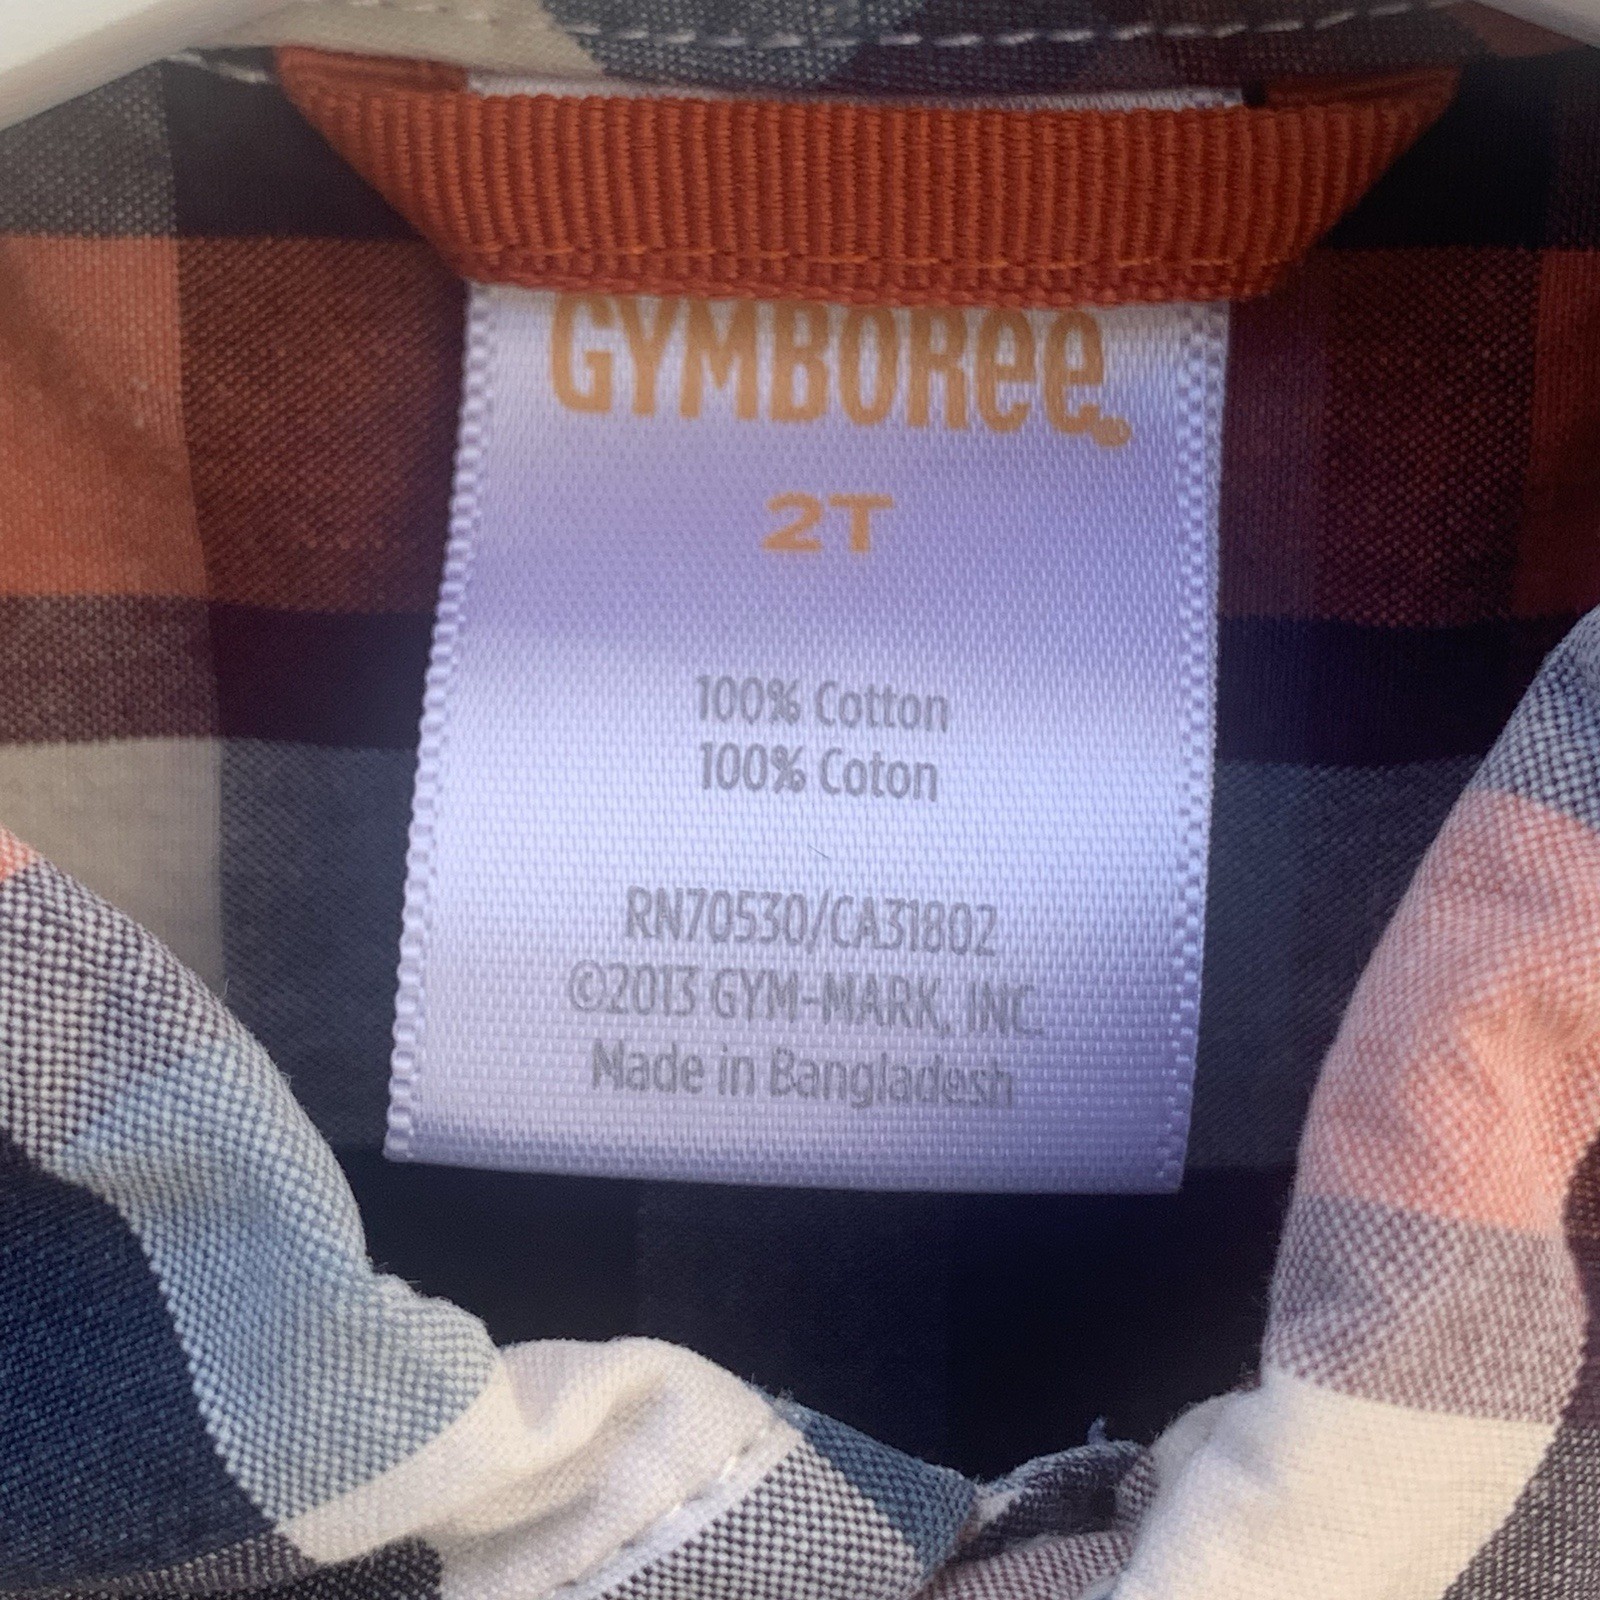 GYMBOREE
2T
100% Cotton
100% Coton
RN70530/CA31802
©2013 GYM-MARK, INC.
Made in Bangladesh